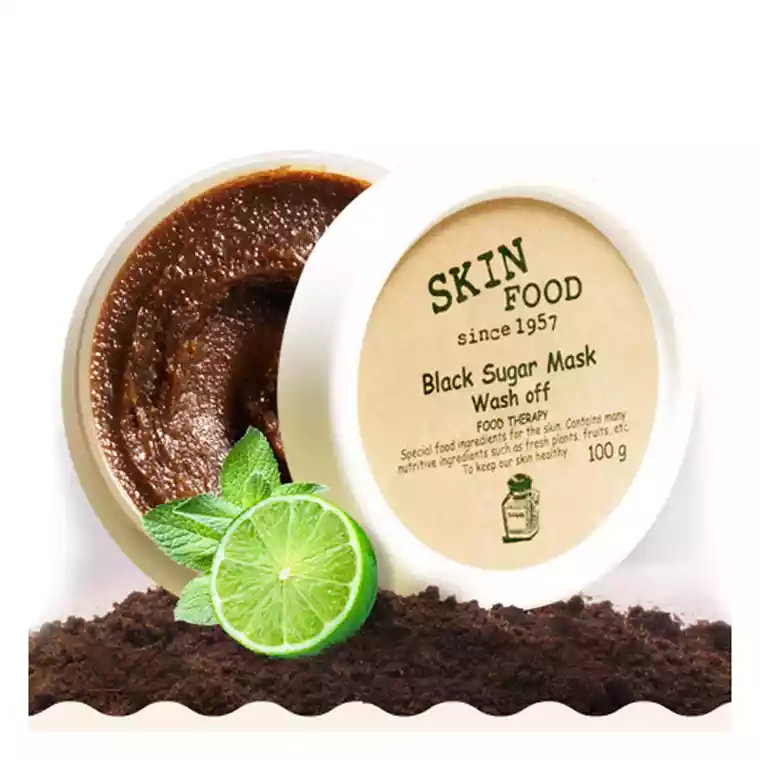 SKIN
FOOD
since 1957
Black Sugar Mask
Wash off
FOOD THERAPY
Special food ingredients for the skin. Contains many
nutritive ingredients such as fresh plants, fruits, etc.
To keep our skin healthy
100 g